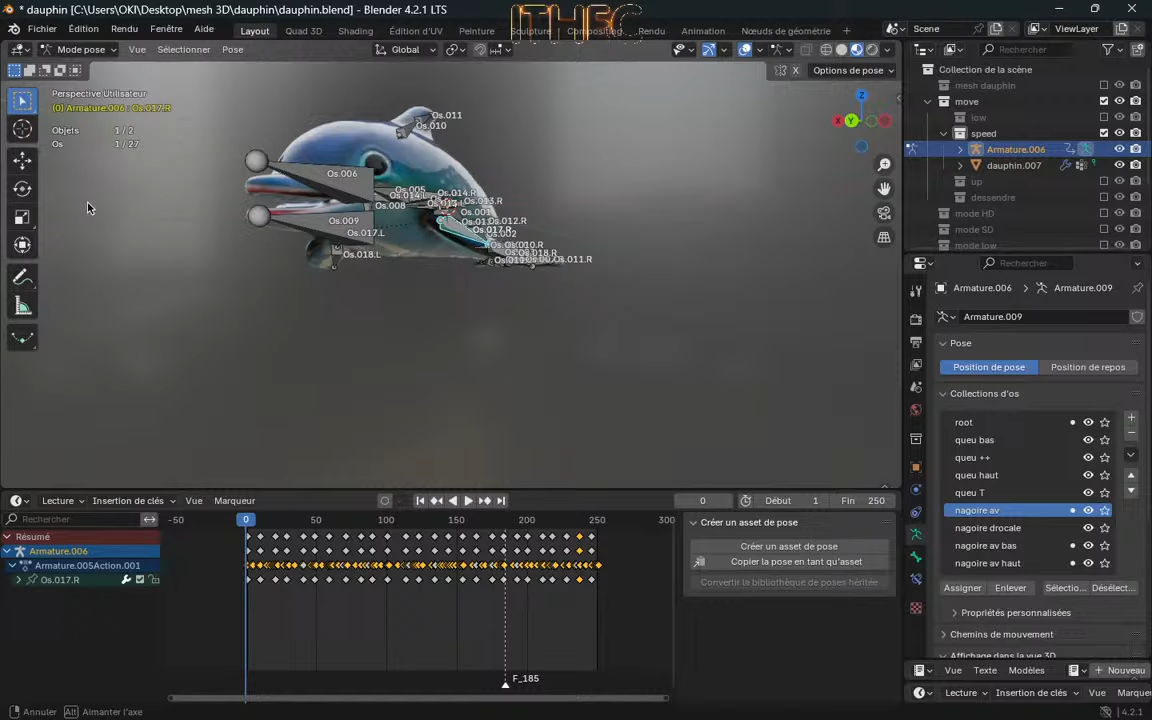 * dauphin [C:\Users\OKI\Desktop\mesh 3D\dauphin\dauphin.blend] - Blender 4.2.1 LTS
Fichier Édition Rendu Fenêtre Aide Layout Quad 3D Shading Édition d'UV Peinture Sculpture Compositing Rendu Animation Nœuds de géométrie + Scene ViewLayer
Mode pose Vue Sélectionner Pose Global Rechercher
X Options de pose Collection de la scène
Perspective Utilisateur
(0) Armature.006 : Os.017.R
Objets 1/2
Os 1/27
Os.011
Os.010
Os.006
Os.005
Os.014.R
Os.013.R
Os.008
Os.001
Os.009
Os.012.R
Os.017.L
Os.017.R
Os.010.R
Os.018.L
Os.018.R
Os.011.R
Z
X Y
mesh dauphin
move
low
speed
Armature.006
dauphin.007
up
dessendre
mode HD
mode SD
mode low
Rechercher
Armature.006 Armature.009
Armature.009
Pose
Position de pose Position de repos
Collections d'os
root
queu bas
queu ++
queu haut
queu T
nagoire av
nagoire drocale
nagoire av bas
nagoire av haut
Assigner Enlever Sélectio... Désélect...
Propriétés personnalisées
Chemins de mouvement
Affichage dans la vue 3D
Vue Texte Modèles + Nouveau
Lecture Insertion de clés Vue Marque
Lecture Insertion de clés Vue Marqueur 0 Début 1 Fin 250
Rechercher -50 0 50 100 150 200 250 300
Résumé
Armature.006
Armature.005Action.001
Os.017.R
F_185
Créer un asset de pose
Créer un asset de pose
Copier la pose en tant qu'asset
Convertir la bibliothèque de poses héritée
Annuler Alt Aimanter l'axe 4.2.1